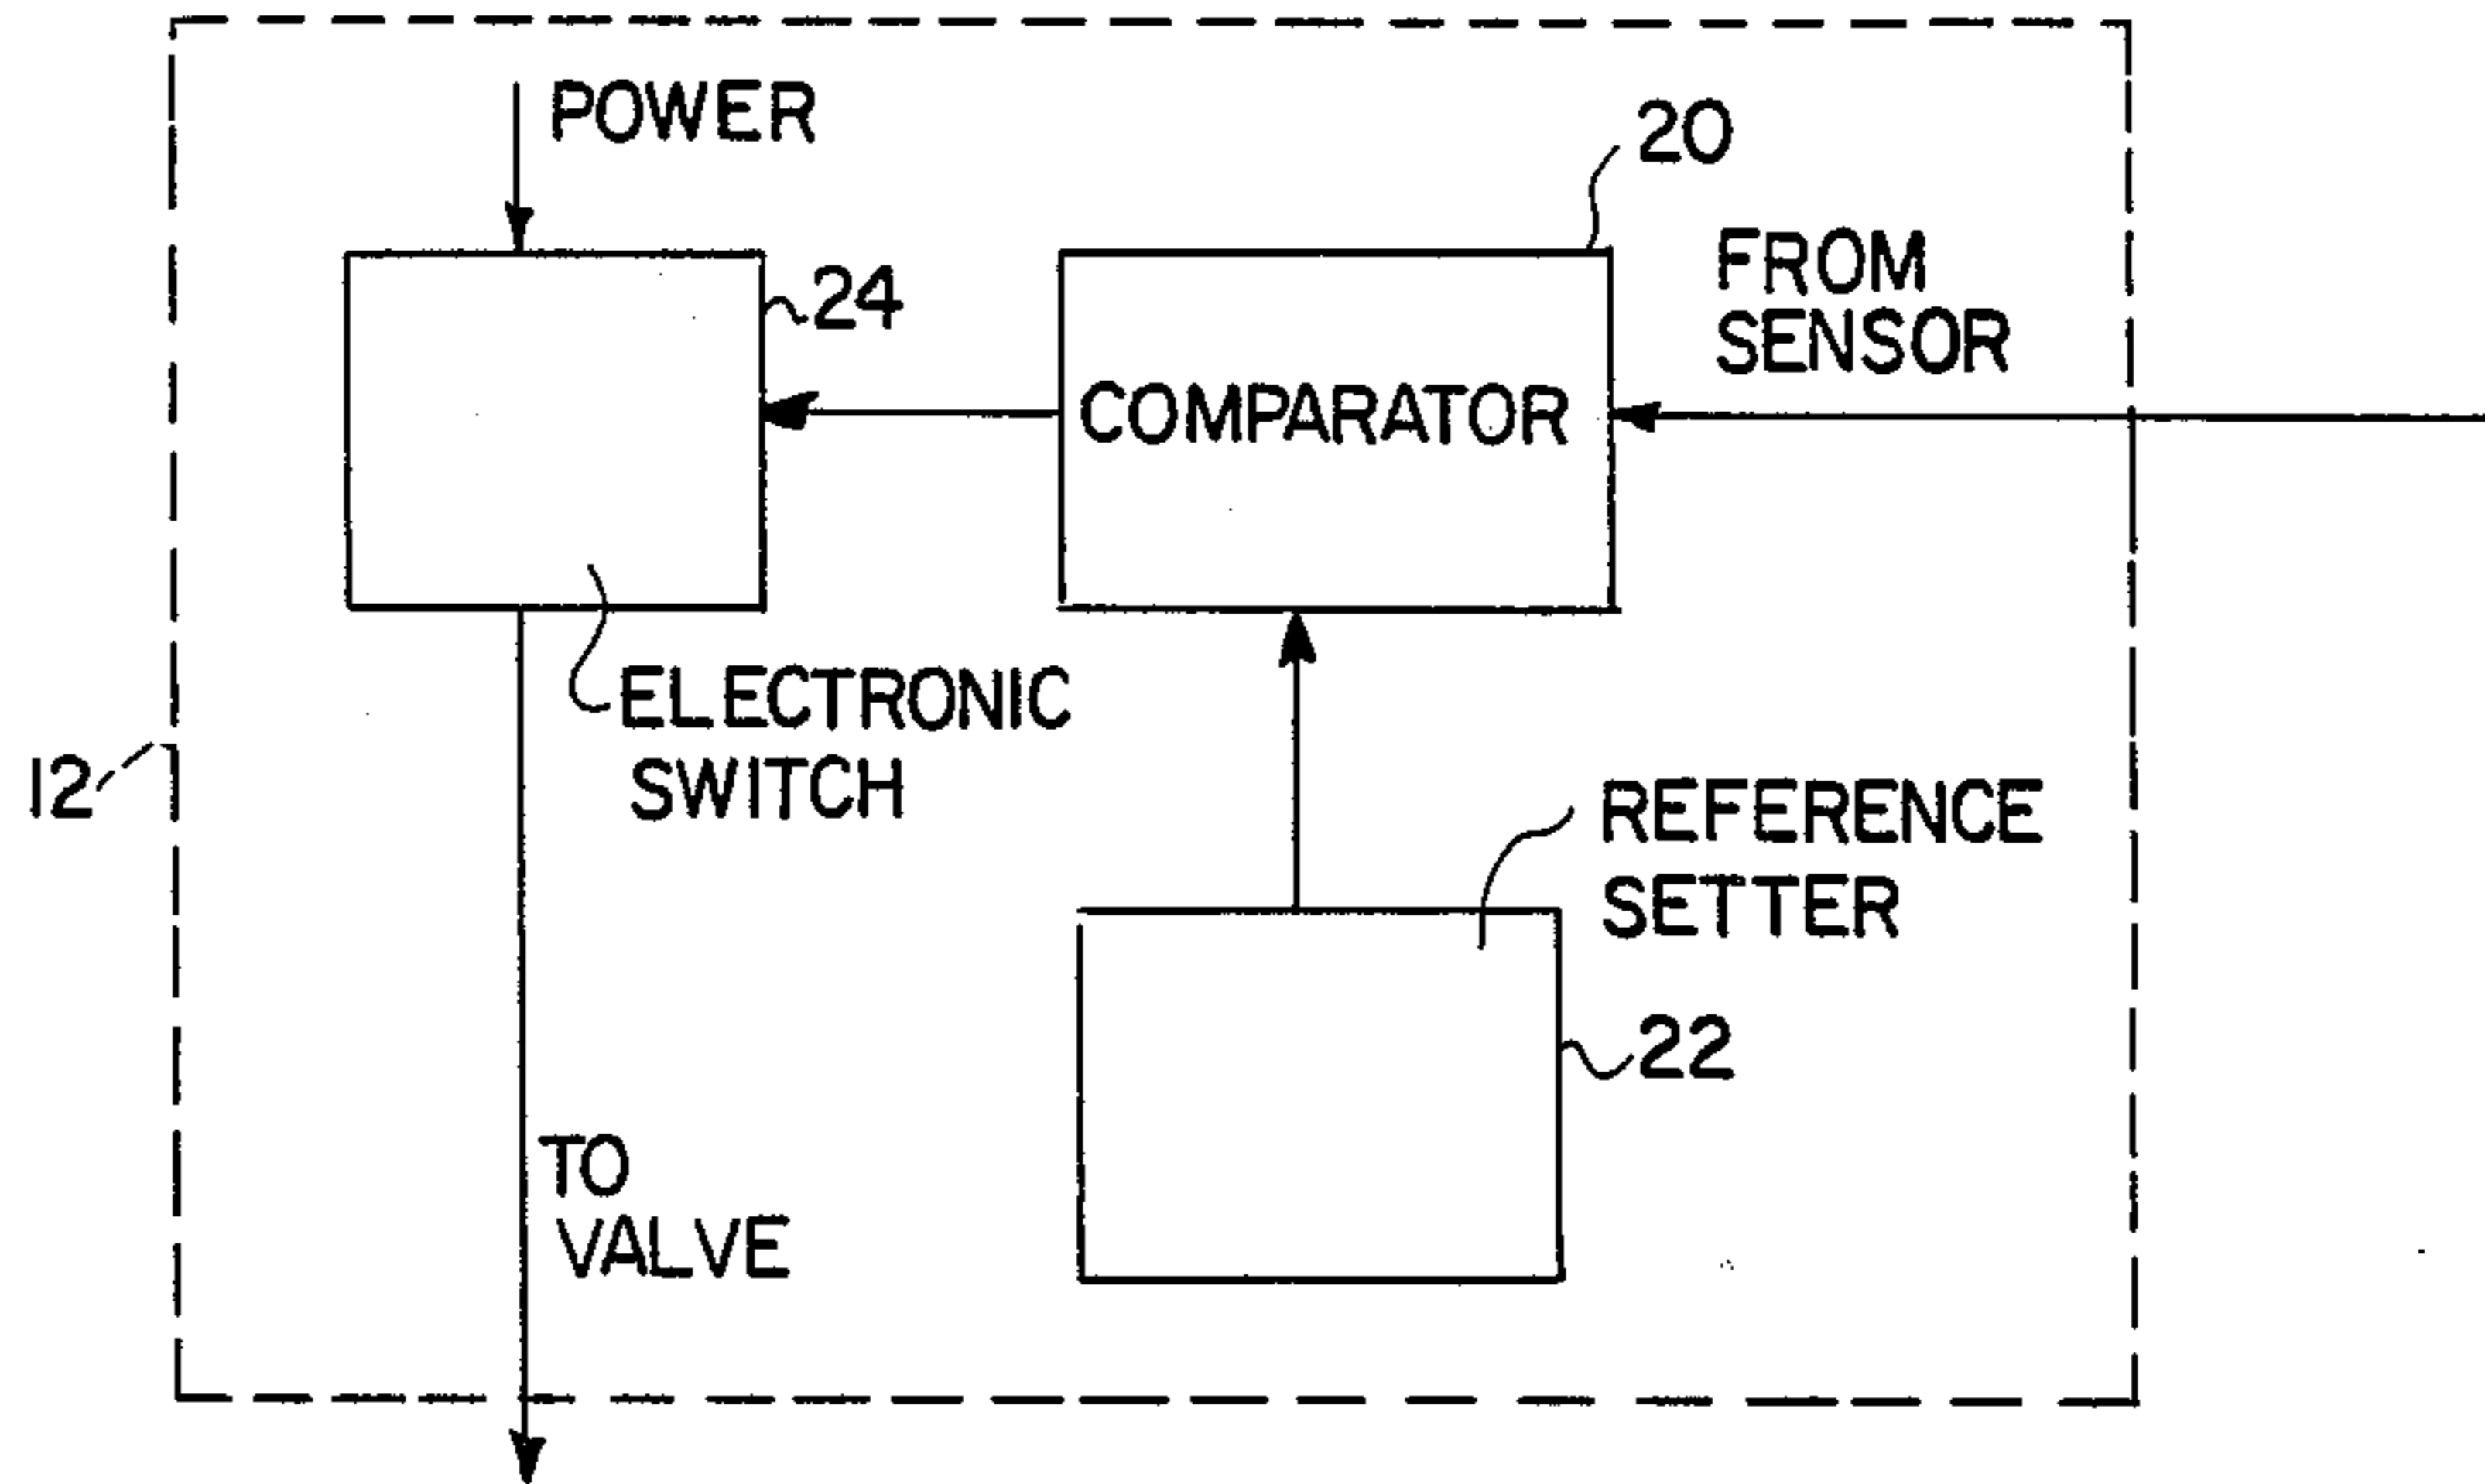 POWER
20
FROM
SENSOR
24
COMPARATOR
ELECTRONIC
SWITCH
12
REFERENCE
SETTER
22
TO
VALVE